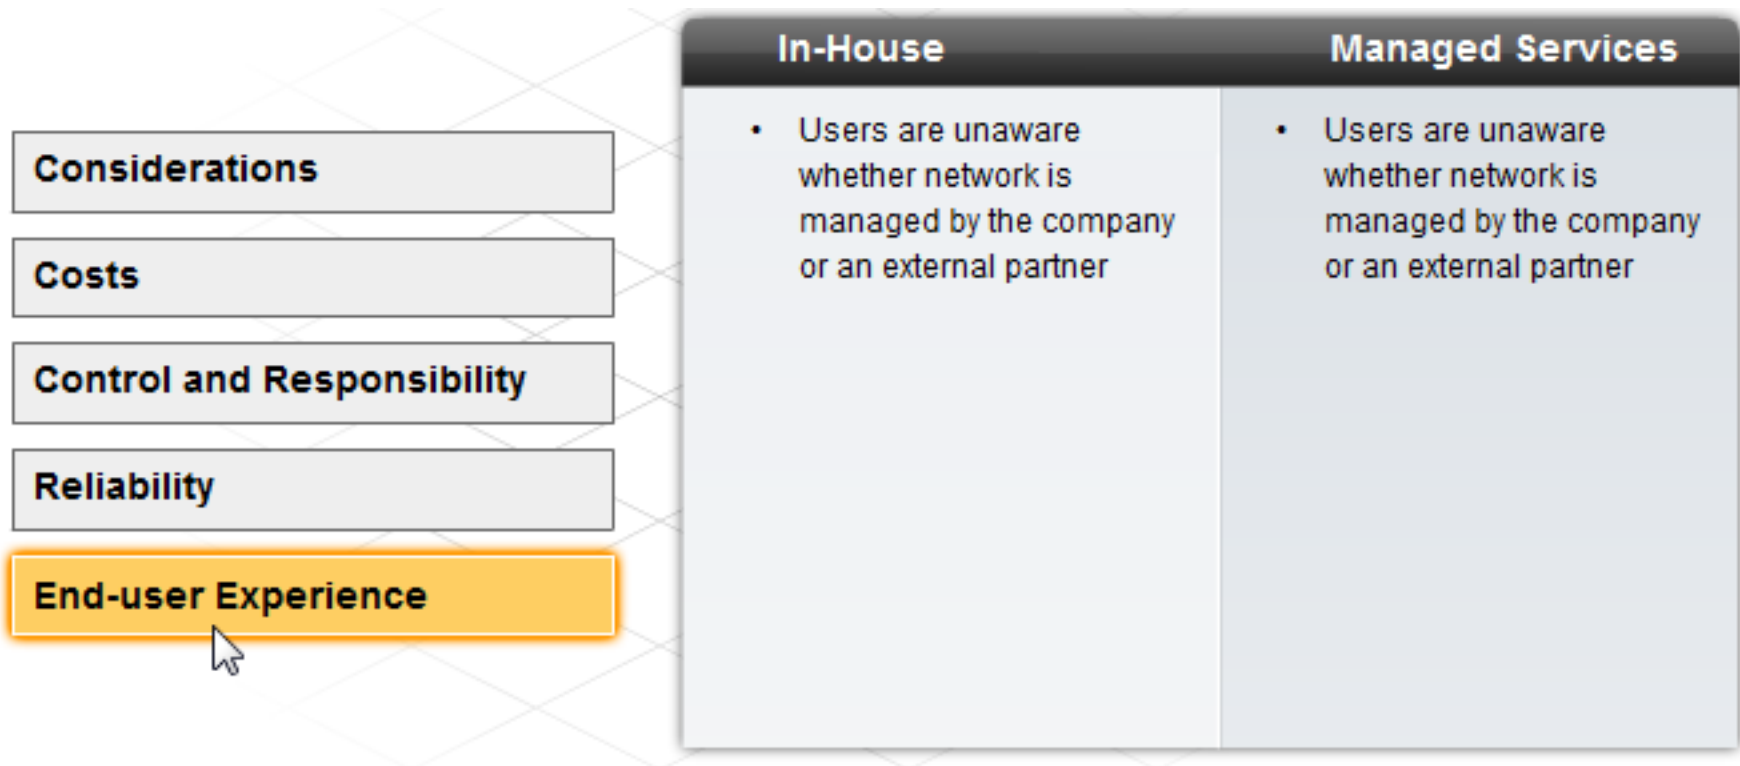 Considerations
Costs
Control and Responsibility
Reliability
End-user Experience
In-House
• Users are unaware
whether network is
managed by the company
or an external partner
Managed Services
• Users are unaware
whether network is
managed by the company
or an external partner